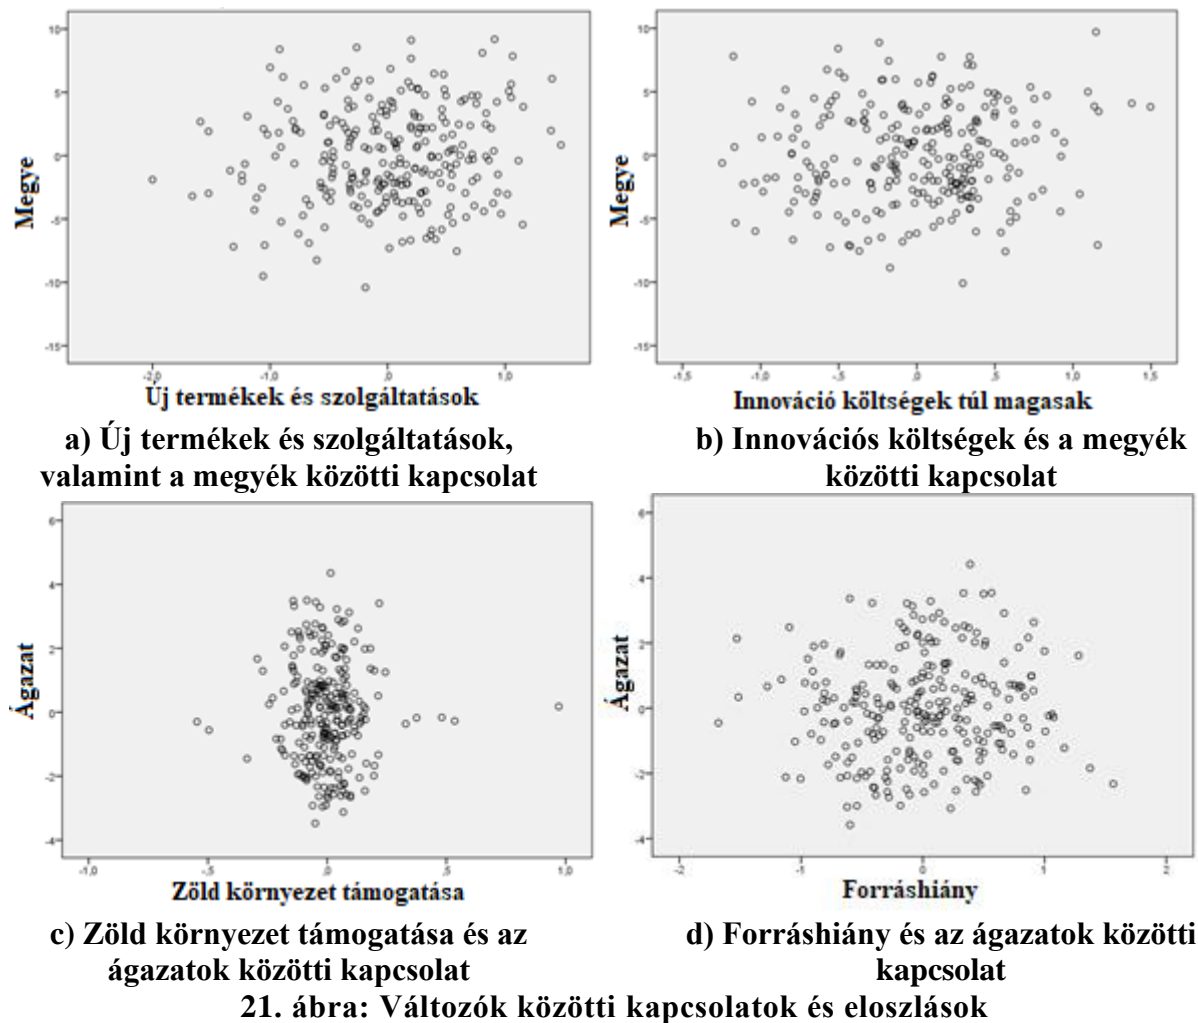 10
5
0
-5
-10
-15
Megye
-2,0
-1,0
,0
1,0
Új termékek és szolgáltatások
a) Új termékek és szolgáltatások,
valamint a megyék közötti kapcsolat
10
5
0
-5
-10
-15
Megye
-1,5
-1,0
-,5
,0
,5
1,0
1,5
Innováció költségek túl magasak
b) Innovációs költségek és a megyék
közötti kapcsolat
6
4
2
0
-2
-4
Ágazat
-1,0
-,5
,0
,5
1,0
Zöld környezet támogatása
c) Zöld környezet támogatása és az
ágazatok közötti kapcsolat
6
4
2
0
-2
-4
Ágazat
-2
-1
0
1
2
Forráshiány
d) Forráshiány és az ágazatok közötti
kapcsolat
21. ábra: Változók közötti kapcsolatok és eloszlások